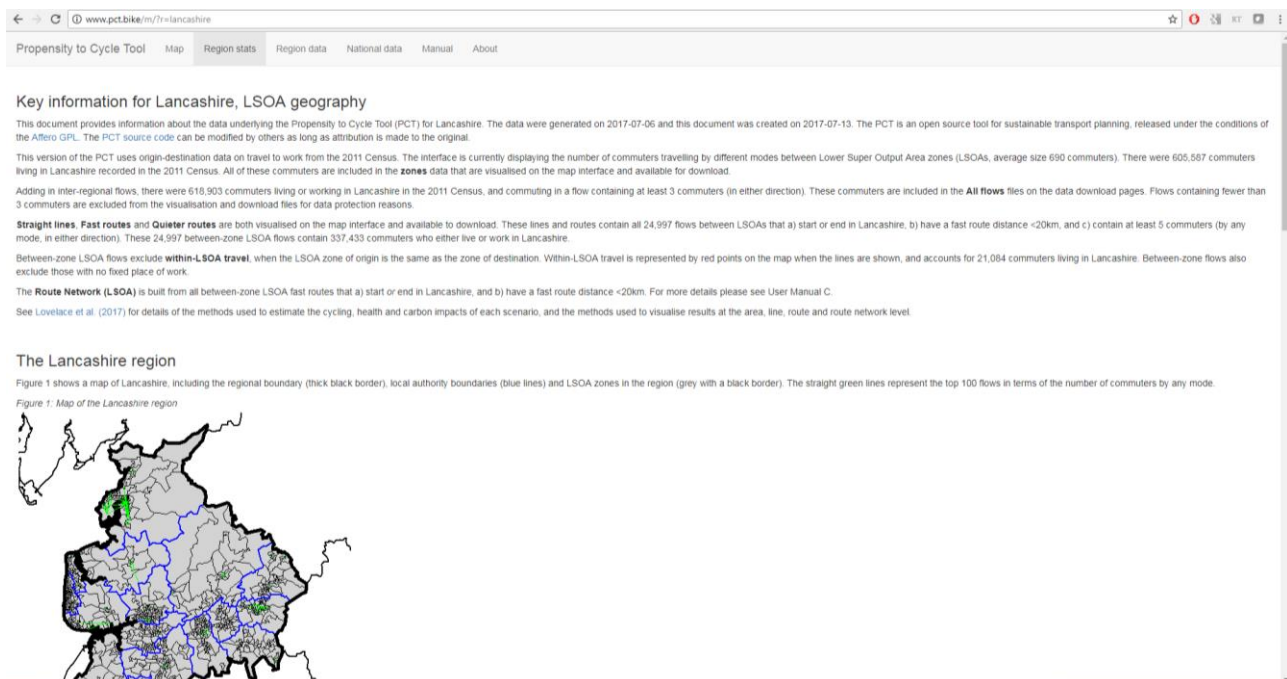 www.pct.bike/m/?r=lancashire
Propensity to Cycle Tool Map Region stats Region data National data Manual About
Key information for Lancashire, LSOA geography
This document provides information about the data underlying the Propensity to Cycle Tool (PCT) for Lancashire. The data were generated on 2017-07-06 and this document was created on 2017-07-13. The PCT is an open source tool for sustainable transport planning, released under the conditions of
the Affero GPL. The PCT source code can be modified by others as long as attribution is made to the original.
This version of the PCT uses origin-destination data on travel to work from the 2011 Census. The interface is currently displaying the number of commuters travelling by different modes between Lower Super Output Area zones (LSOAs, average size 690 commuters). There were 605,587 commuters
living in Lancashire recorded in the 2011 Census. All of these commuters are included in the zones data that are visualised on the map interface and available for download.
Adding in inter-regional flows, there were 618,903 commuters living or working in Lancashire in the 2011 Census, and commuting in a flow containing at least 3 commuters (in either direction). These commuters are included in the All flows files on the data download pages. Flows containing fewer than
3 commuters are excluded from the visualisation and download files for data protection reasons.
Straight lines, Fast routes and Quieter routes are both visualised on the map interface and available to download. These lines and routes contain all 24,997 flows between LSOAs that a) start or end in Lancashire, b) have a fast route distance <20km, and c) contain at least 5 commuters (by any
mode, in either direction). These 24,997 between-zone LSOA flows contain 337,433 commuters who either live or work in Lancashire.
Between-zone LSOA flows exclude within-LSOA travel, when the LSOA zone of origin is the same as the zone of destination. Within-LSOA travel is represented by red points on the map when the lines are shown, and accounts for 21,084 commuters living in Lancashire. Between-zone flows also
exclude those with no fixed place of work.
The Route Network (LSOA) is built from all between-zone LSOA fast routes that a) start or end in Lancashire, and b) have a fast route distance <20km. For more details please see User Manual C.
See Lovelace et al. (2017) for details of the methods used to estimate the cycling, health and carbon impacts of each scenario, and the methods used to visualise results at the area, line, route and route network level.
The Lancashire region
Figure 1 shows a map of Lancashire, including the regional boundary (thick black border), local authority boundaries (blue lines) and LSOA zones in the region (grey with a black border). The straight green lines represent the top 100 flows in terms of the number of commuters by any mode.
Figure 1: Map of the Lancashire region